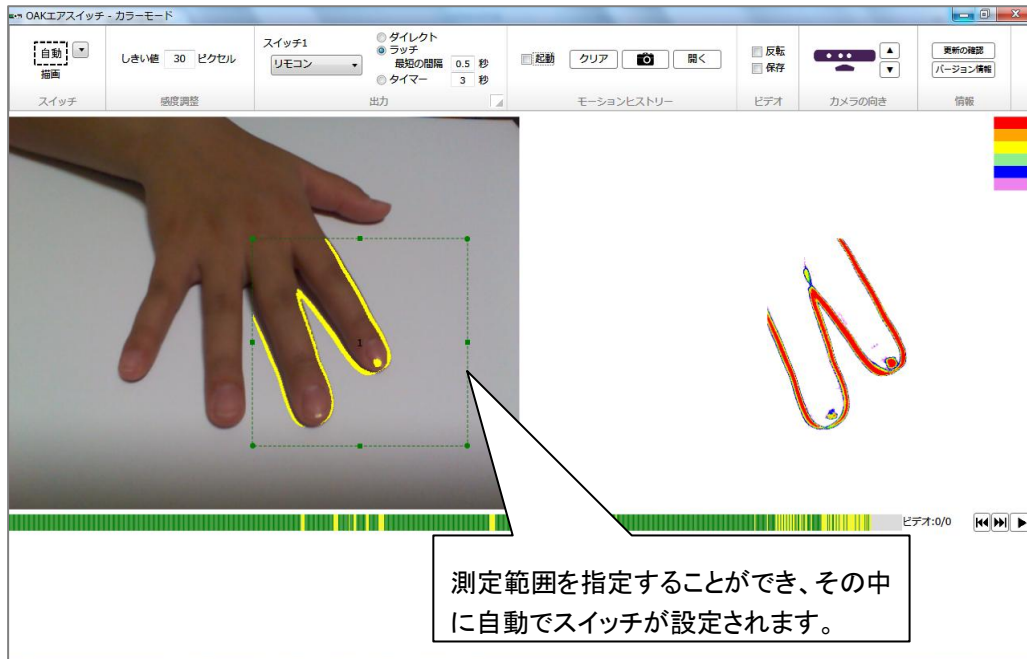 OAKエアスイッチ - カラーモード
自動
描画
スイッチ
しきい値 30 ピクセル
感度調整
スイッチ1
リモコン
ダイレクト
ラッチ
最短の間隔 0.5 秒
タイマー 3 秒
出力
起動 クリア 開く
モーションヒストリー
反転
保存
ビデオ
カメラの向き
更新の確認
バージョン情報
情報
1
ビデオ:0/0
測定範囲を指定することができ、その中
に自動でスイッチが設定されます。